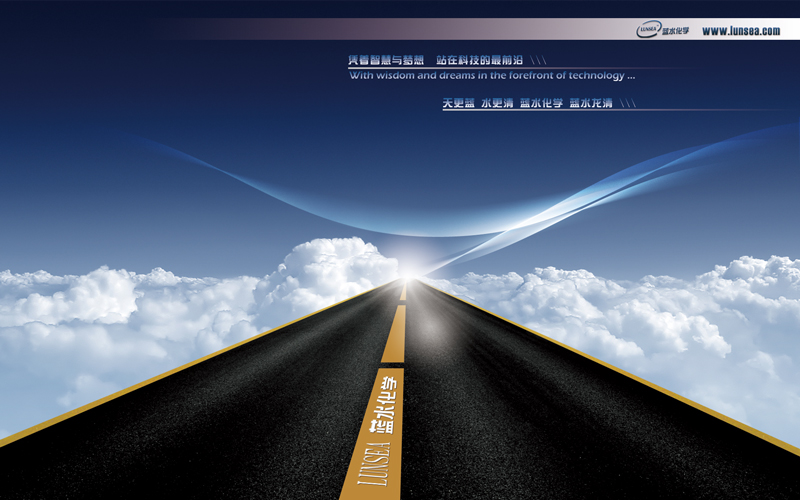 LUNSEA 蓝水化学 www.lunsea.com
凭着智慧与梦想 站在科技的最前沿 \\\
With wisdom and dreams in the forefront of technology ...
天更蓝 水更清 蓝水化学 蓝水龙清 \\\
LUNSEA 蓝水化学